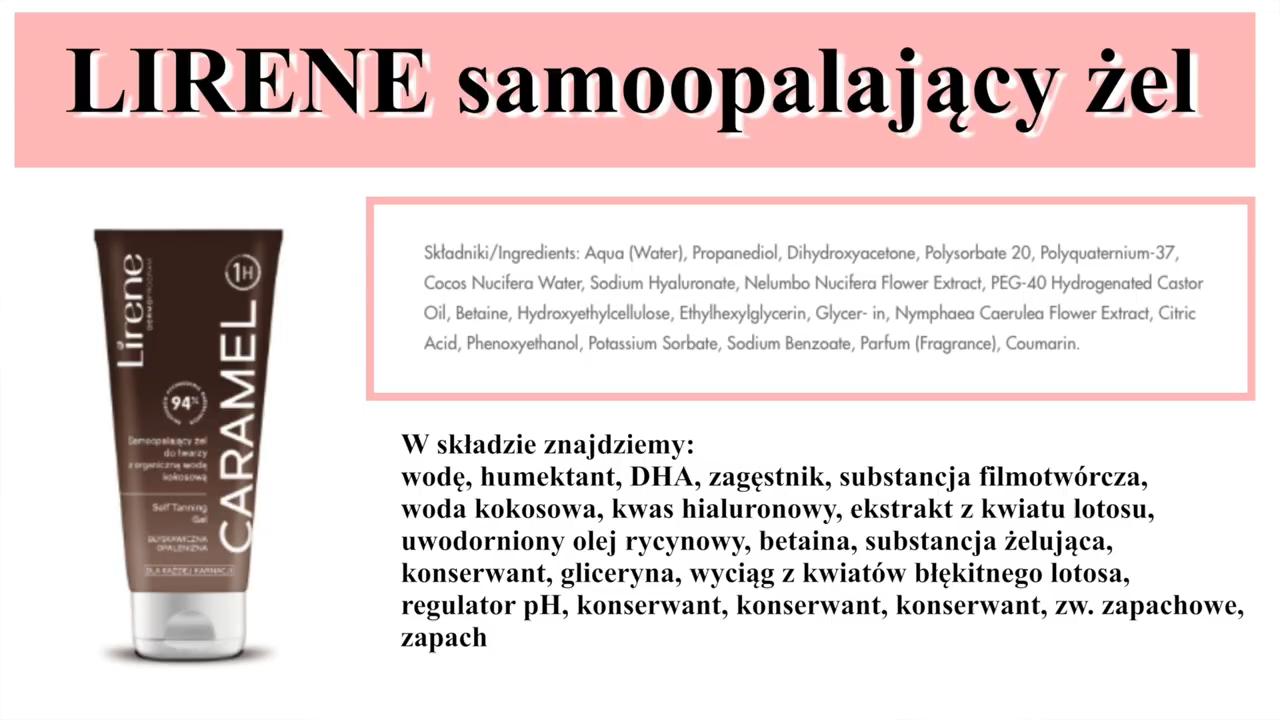 LIRENE samoopalający żel
Składniki/Ingredients: Aqua (Water), Propanediol, Dihydroxyacetone, Polysorbate 20, Polyquaternium-37,
Cocos Nucifera Water, Sodium Hyaluronate, Nelumbo Nucifera Flower Extract, PEG-40 Hydrogenated Castor
Oil, Betaine, Hydroxyethylcellulose, Ethylhexylglycerin, Glycer- in, Nymphaea Caerulea Flower Extract, Citric
Acid, Phenoxyethanol, Potassium Sorbate, Sodium Benzoate, Parfum (Fragrance), Coumarin.
Lirene
1H
CARAMEL
94%
Samoopalający żel
do twarzy
z organiczną wodą
kokosową
Self Tanning
Gel
BŁYSKAWICZNA
OPALENIZNA
DLA KAŻDEJ KARNACJI
W składzie znajdziemy:
wodę, humektant, DHA, zagęstnik, substancja filmotwórcza,
woda kokosowa, kwas hialuronowy, ekstrakt z kwiatu lotosu,
uwodorniony olej rycynowy, betaina, substancja żelująca,
konserwant, gliceryna, wyciąg z kwiatów błękitnego lotosa,
regulator pH, konserwant, konserwant, konserwant, zw. zapachowe,
zapach